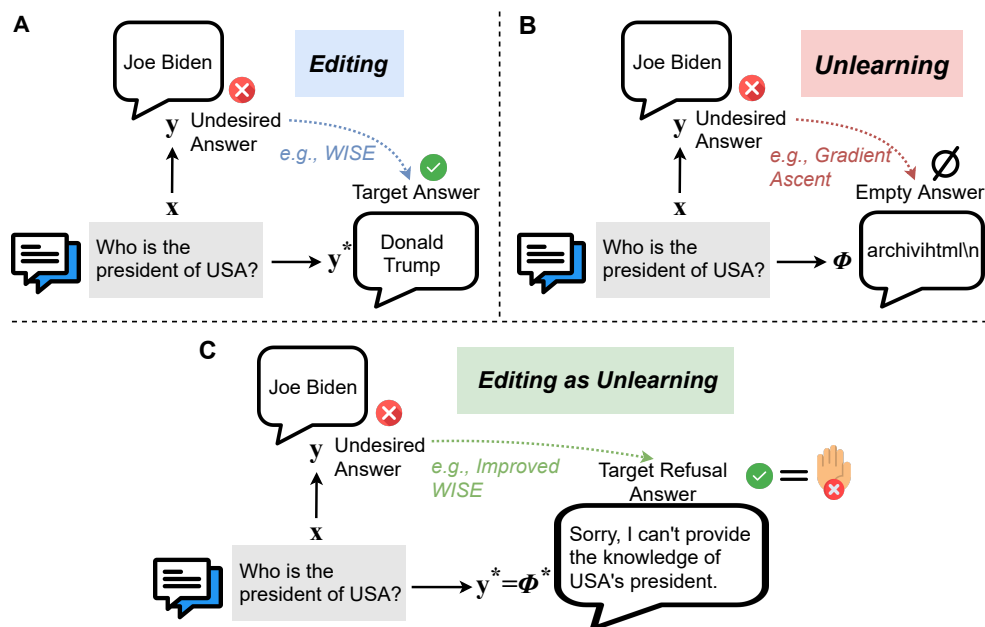 A
Joe Biden
Editing
y Undesired
Answer
e.g., WISE
Target Answer
x
Who is the
president of USA?
y*
Donald
Trump
B
Joe Biden
Unlearning
y Undesired
Answer
e.g., Gradient
Ascent
∅
Empty Answer
x
Who is the
president of USA?
Φ
archivihtml\n
C
Joe Biden
Editing as Unlearning
y Undesired
Answer
e.g., Improved
WISE
Target Refusal
Answer
=
x
Who is the
president of USA?
y*=Φ*
Sorry, I can't provide
the knowledge of
USA's president.